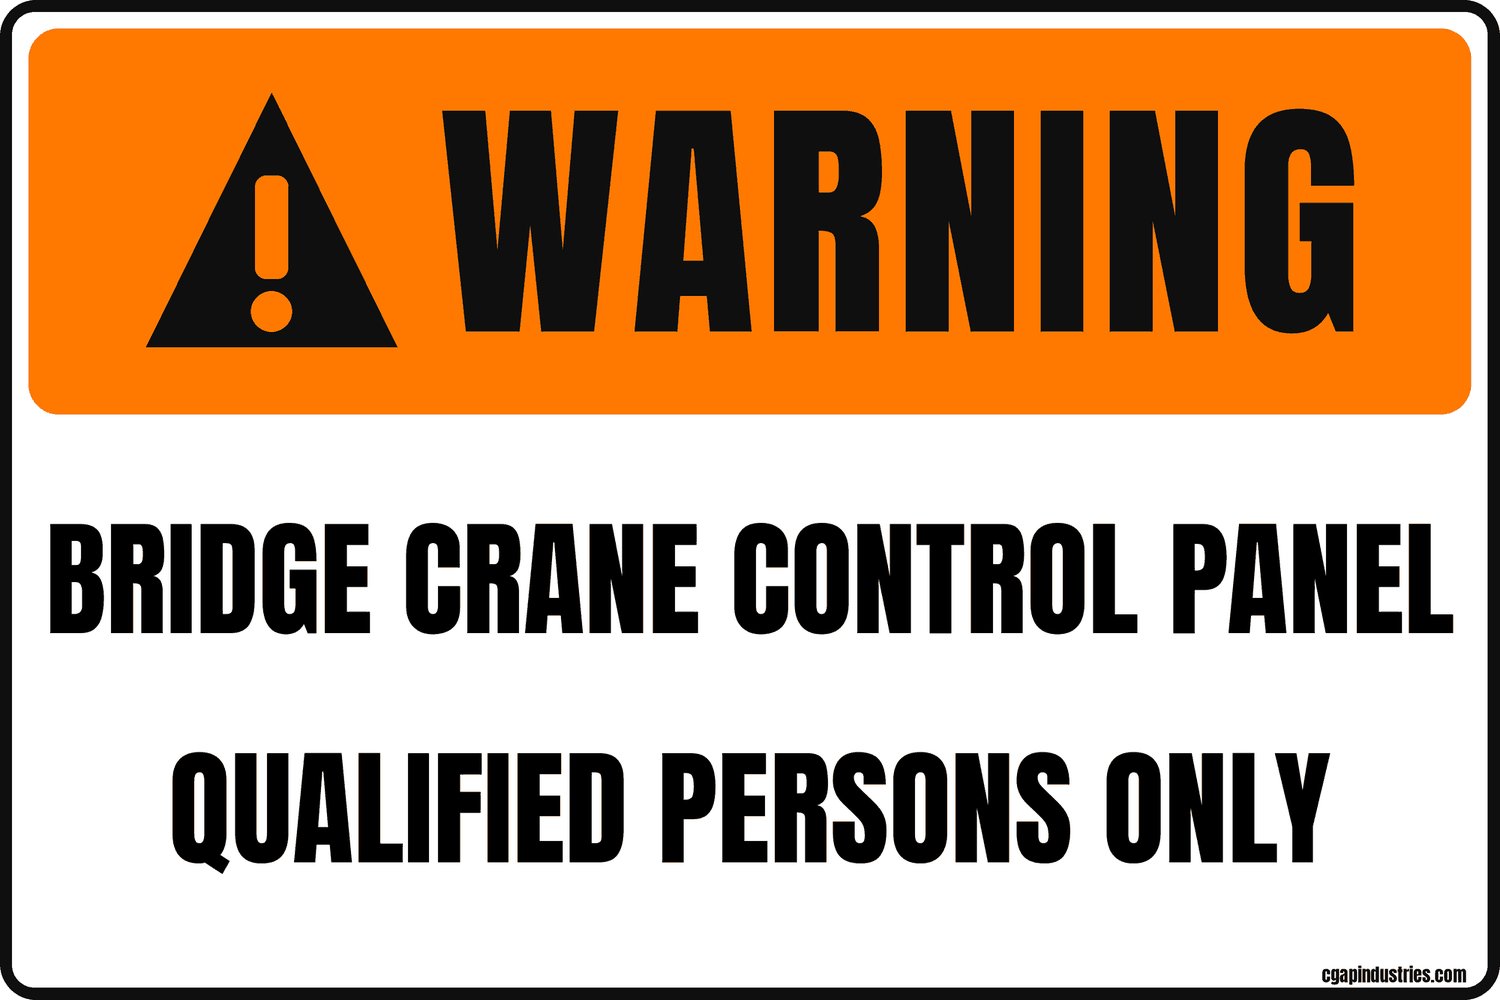 WARNING
BRIDGE CRANE CONTROL PANEL
QUALIFIED PERSONS ONLY
cgapindustries.com